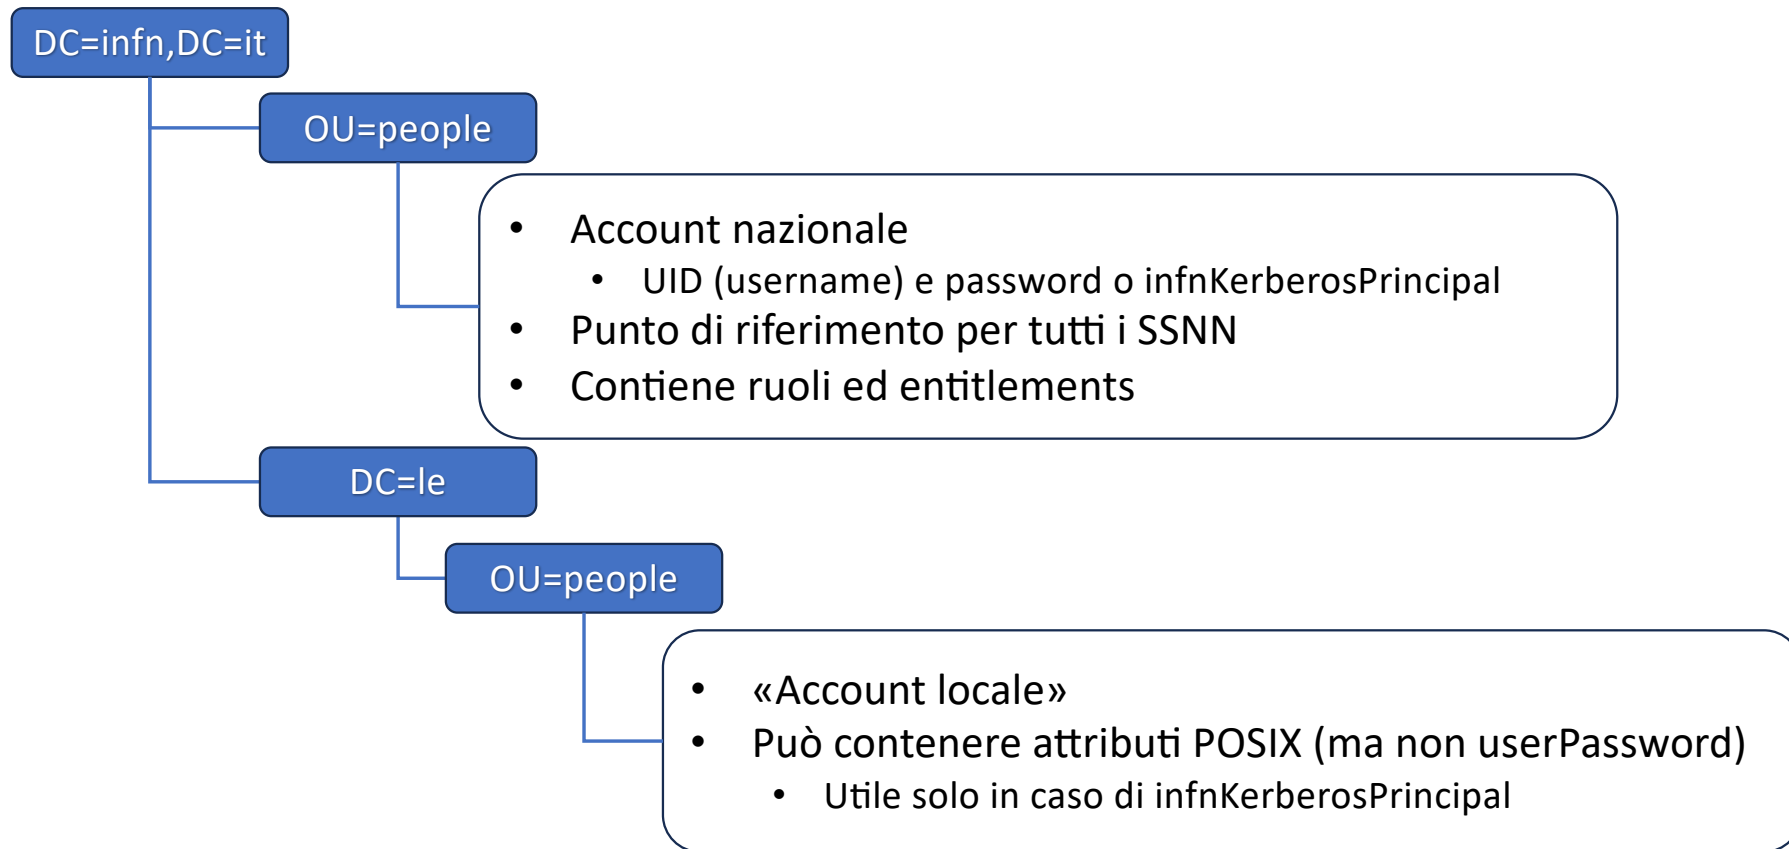 DC=infn,DC=it
OU=people
• Account nazionale
• UID (username) e password o infnKerberosPrincipal
• Punto di riferimento per tutti i SSNN
• Contiene ruoli ed entitlements
DC=le
OU=people
• «Account locale»
• Può contenere attributi POSIX (ma non userPassword)
• Utile solo in caso di infnKerberosPrincipal